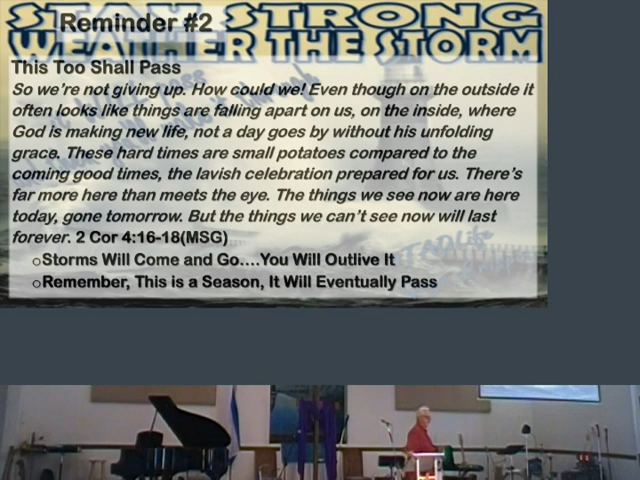 STAY STRONG
Reminder #2
WEATHER THE STORM
This Too Shall Pass
So we're not giving up. How could we! Even though on the outside it
often looks like things are falling apart on us, on the inside, where
God is making new life, not a day goes by without his unfolding
grace. These hard times are small potatoes compared to the
coming good times, the lavish celebration prepared for us. There's
far more here than meets the eye. The things we see now are here
today, gone tomorrow. But the things we can't see now will last
forever. 2 Cor 4:16-18(MSG)
oStorms Will Come and Go....You Will Outlive It
oRemember, This is a Season, It Will Eventually Pass